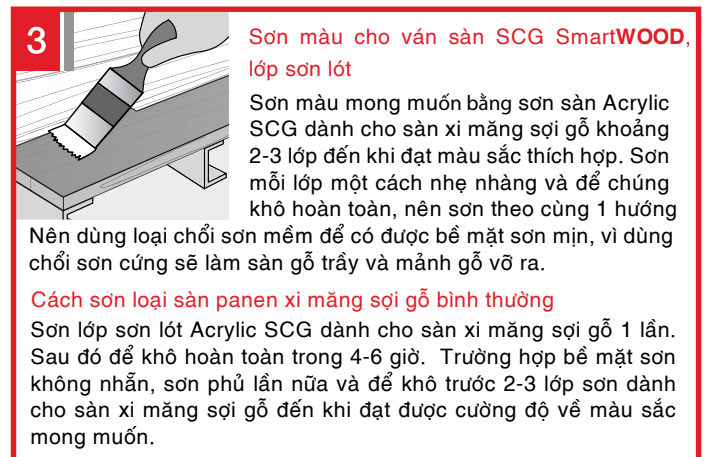 3
Sơn màu cho ván sàn SCG SmartWOOD,
lớp sơn lót
Sơn màu mong muốn bằng sơn sàn Acrylic
SCG dành cho sàn xi măng sợi gỗ khoảng
2-3 lớp đến khi đạt màu sắc thích hợp. Sơn
mỗi lớp một cách nhẹ nhàng và để chúng
khô hoàn toàn, nên sơn theo cùng 1 hướng
Nên dùng loại chổi sơn mềm để có được bề mặt sơn mịn, vì dùng
chổi sơn cứng sẽ làm sàn gỗ trầy và mảnh gỗ vỡ ra.
Cách sơn loại sàn panen xi măng sợi gỗ bình thường
Sơn lớp sơn lót Acrylic SCG dành cho sàn xi măng sợi gỗ 1 lần.
Sau đó để khô hoàn toàn trong 4-6 giờ. Trường hợp bề mặt sơn
không nhẵn, sơn phủ lần nữa và để khô trước 2-3 lớp sơn dành
cho sàn xi măng sợi gỗ đến khi đạt được cường độ về màu sắc
mong muốn.